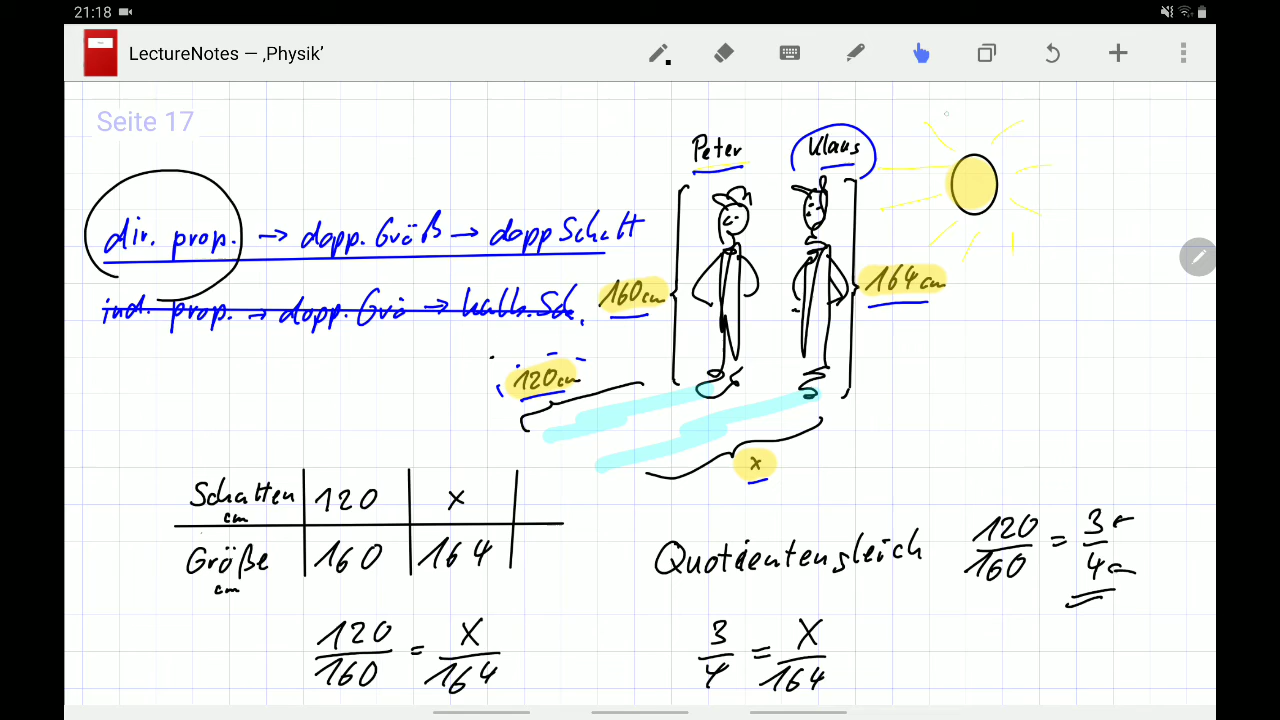 21:18
LectureNotes — ‚Physik‘
Seite 17
Peter
Klaus
dir. prop. → dopp. Größ → dopp Schatt
ind. prop. → dopp. Grö → halb. Sch.
160cm
164cm
120cm
x
Schatten cm | 120 | x
Größe cm | 160 | 164
Quotientengleich 120/160 = 3/4
120/160 = x/164
3/4 = x/164